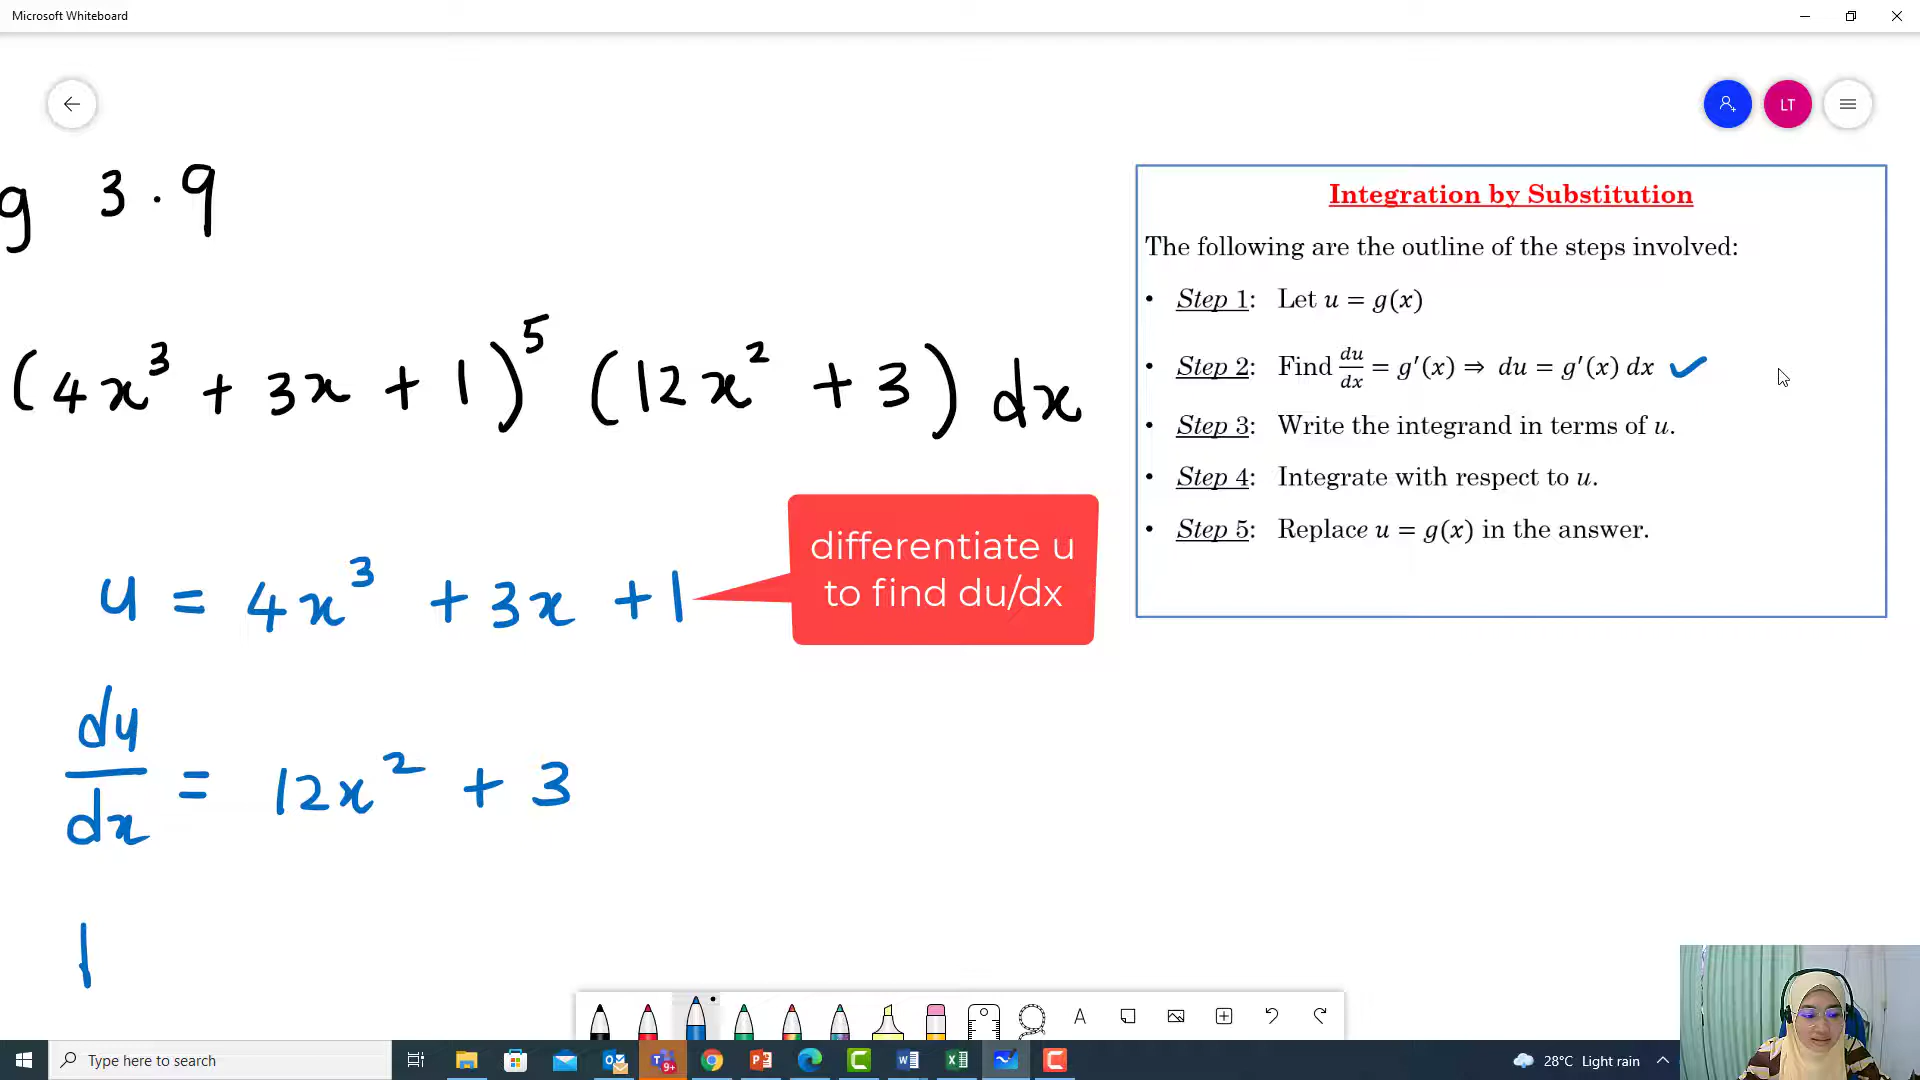 Microsoft Whiteboard
LT
g 3.9
(4x³ + 3x + 1)⁵ (12x² + 3) dx
u = 4x³ + 3x + 1
differentiate u
to find du/dx
du/dx = 12x² + 3
Integration by Substitution
The following are the outline of the steps involved:
• Step 1: Let u = g(x)
• Step 2: Find du/dx = g′(x) ⇒ du = g′(x) dx ✓
• Step 3: Write the integrand in terms of u.
• Step 4: Integrate with respect to u.
• Step 5: Replace u = g(x) in the answer.
A
Type here to search
9+
28°C Light rain